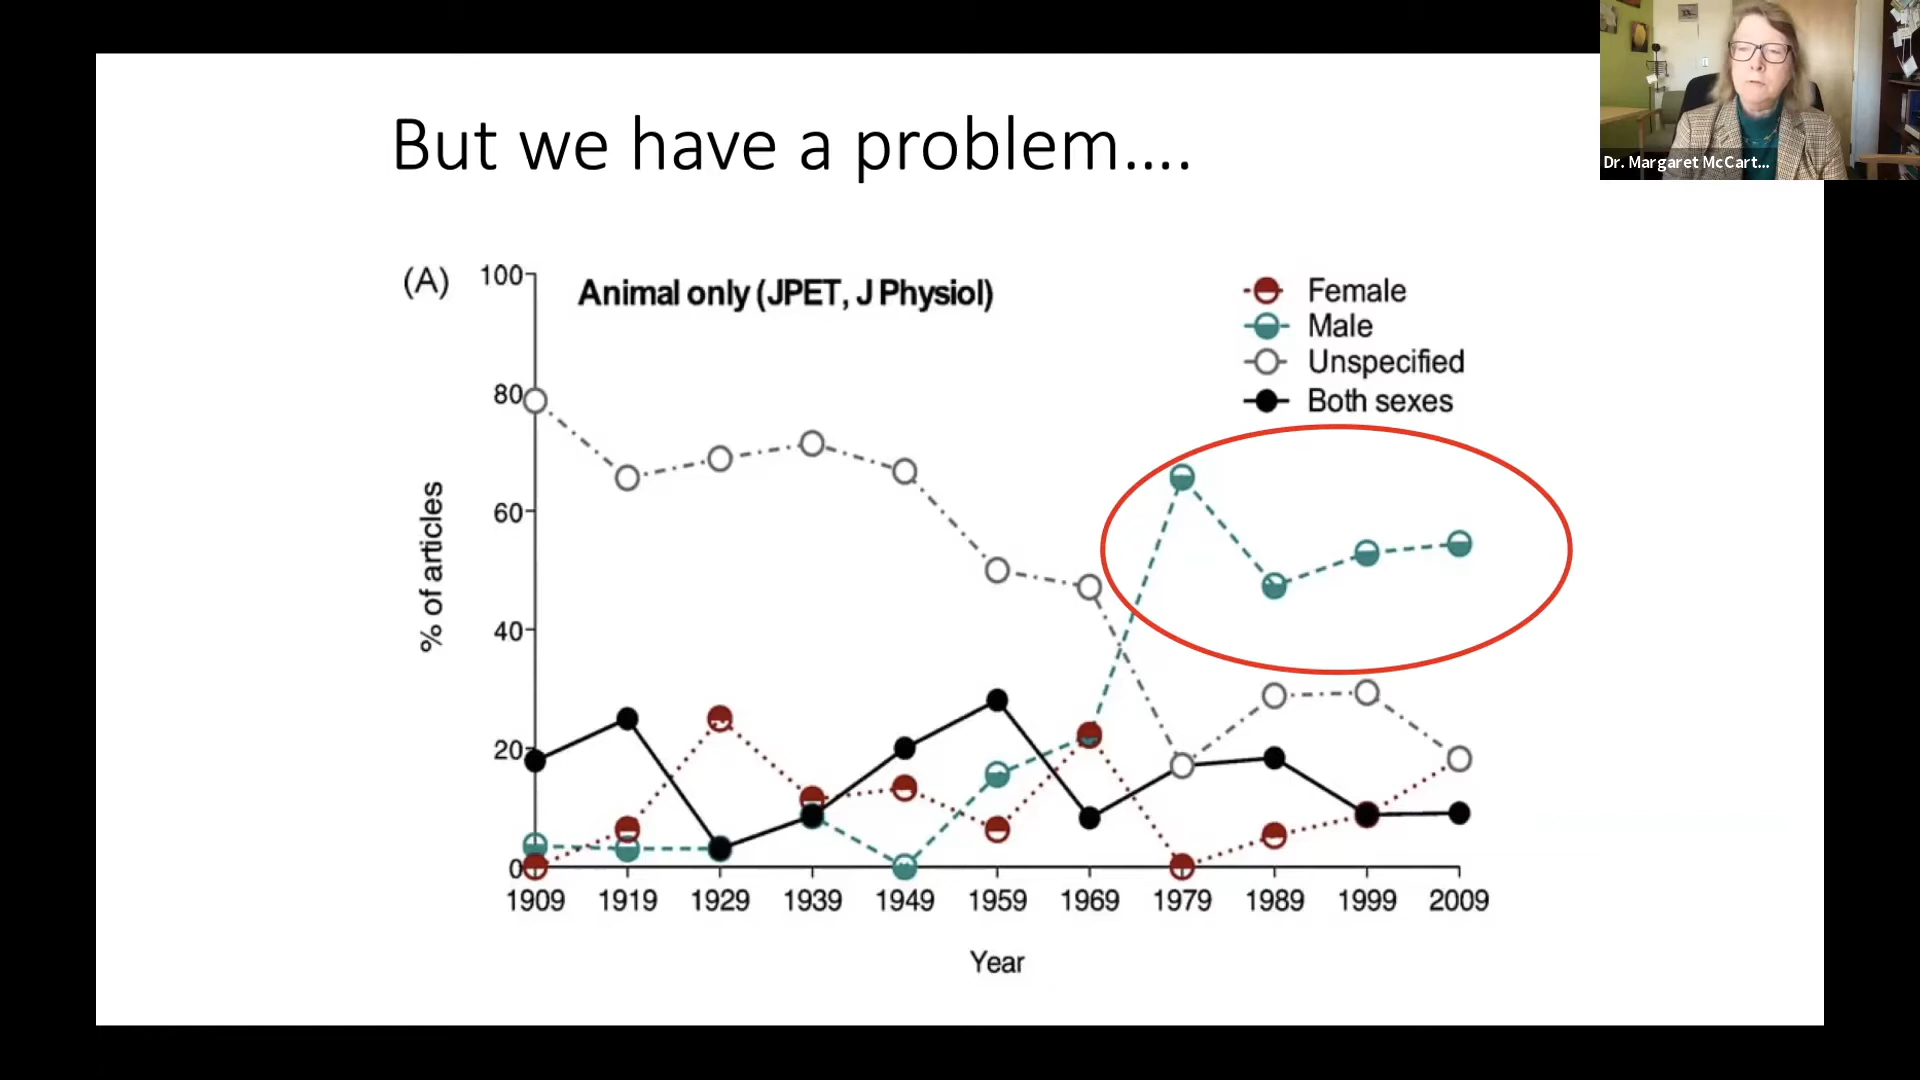 But we have a problem....
Dr. Margaret McCart...
(A)
Animal only (JPET, J Physiol)
Female
Male
Unspecified
Both sexes
% of articles
100
80
60
40
20
0
1909 1919 1929 1939 1949 1959 1969 1979 1989 1999 2009
Year